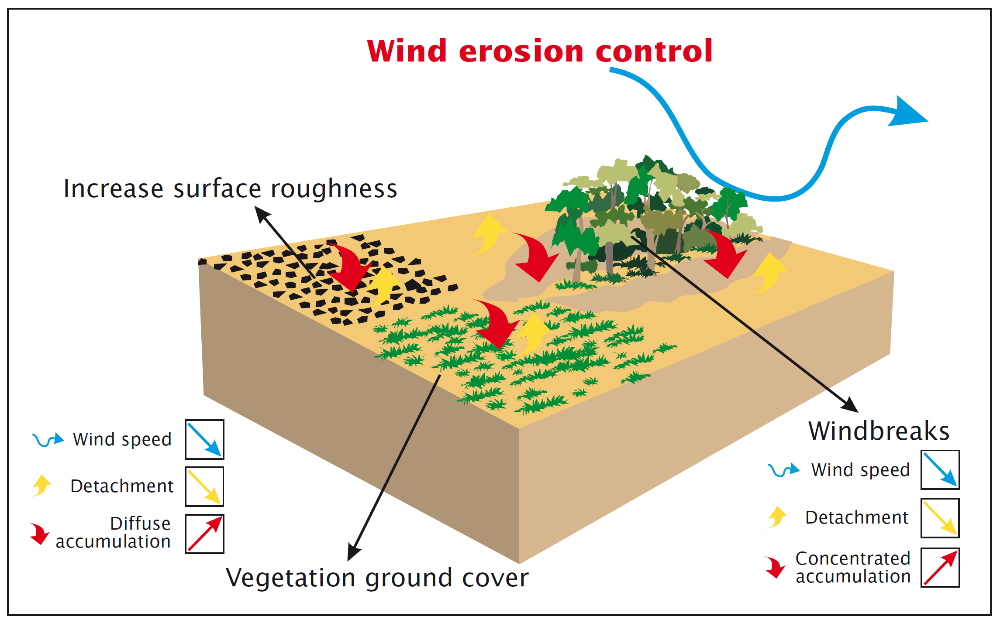 Wind erosion control
Increase surface roughness
Wind speed
Detachment
Diffuse
accumulation
Vegetation ground cover
Windbreaks
Wind speed
Detachment
Concentrated
accumulation